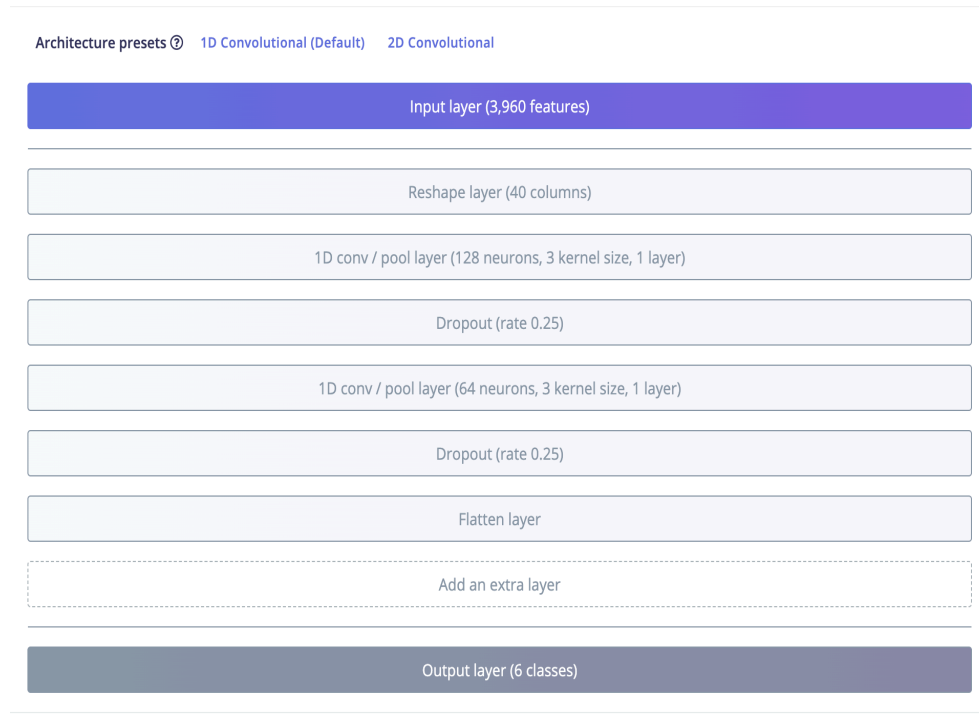 Architecture presets ? 1D Convolutional (Default) 2D Convolutional
Input layer (3,960 features)
Reshape layer (40 columns)
1D conv / pool layer (128 neurons, 3 kernel size, 1 layer)
Dropout (rate 0.25)
1D conv / pool layer (64 neurons, 3 kernel size, 1 layer)
Dropout (rate 0.25)
Flatten layer
Add an extra layer
Output layer (6 classes)